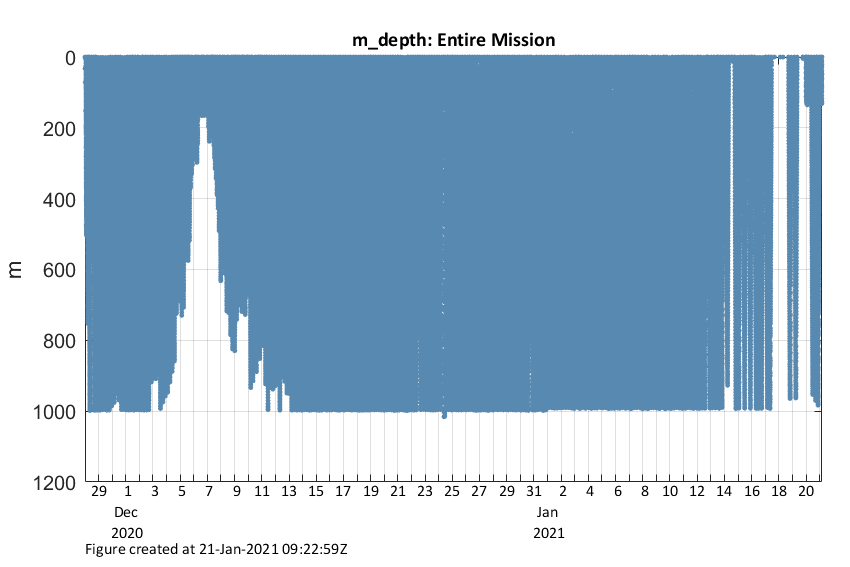 m_depth: Entire Mission
0
200
400
600
800
1000
1200
m
29 1 3 5 7 9 11 13 15 17 19 21 23 25 27 29 31 2 4 6 8 10 12 14 16 18 20
Dec Jan
2020 2021
Figure created at 21-Jan-2021 09:22:59Z